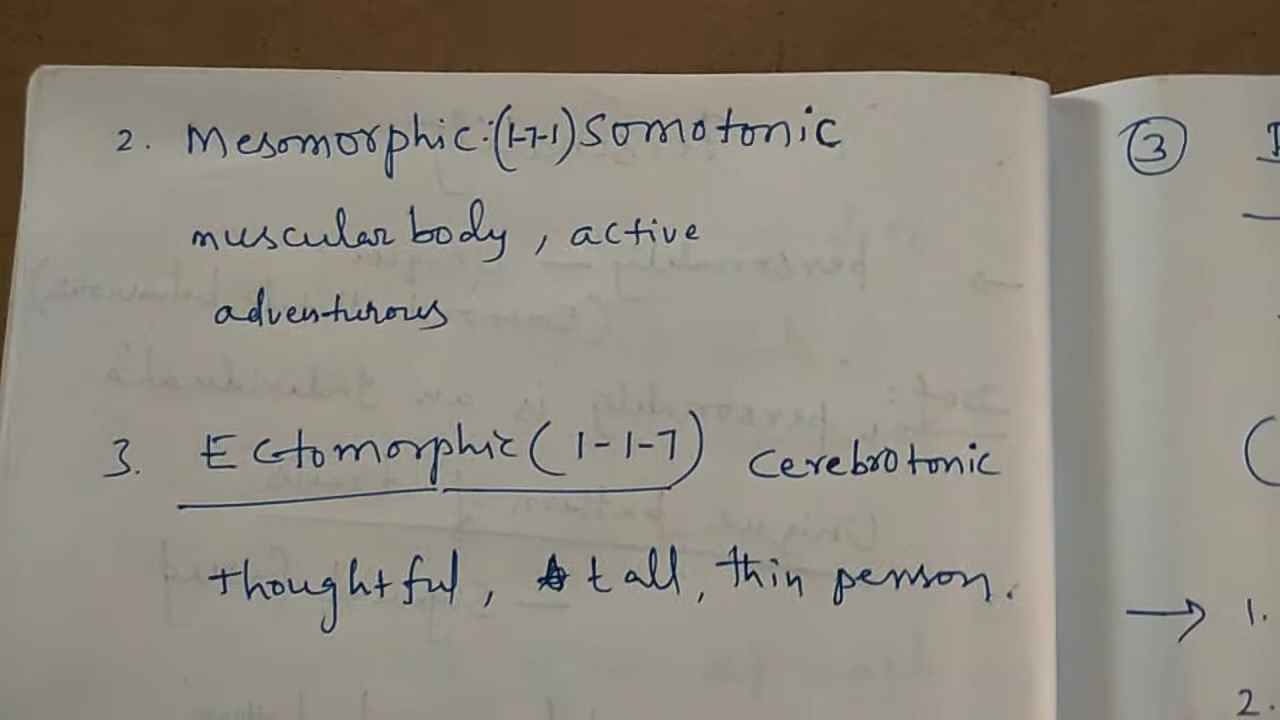 2. Mesomorphic:(1-7-1) Somotonic
muscular body, active
adventurous
3. Ectomorphic (1-1-7) cerebrotonic
thoughtful, tall, thin person.
3
→ 1.
2.